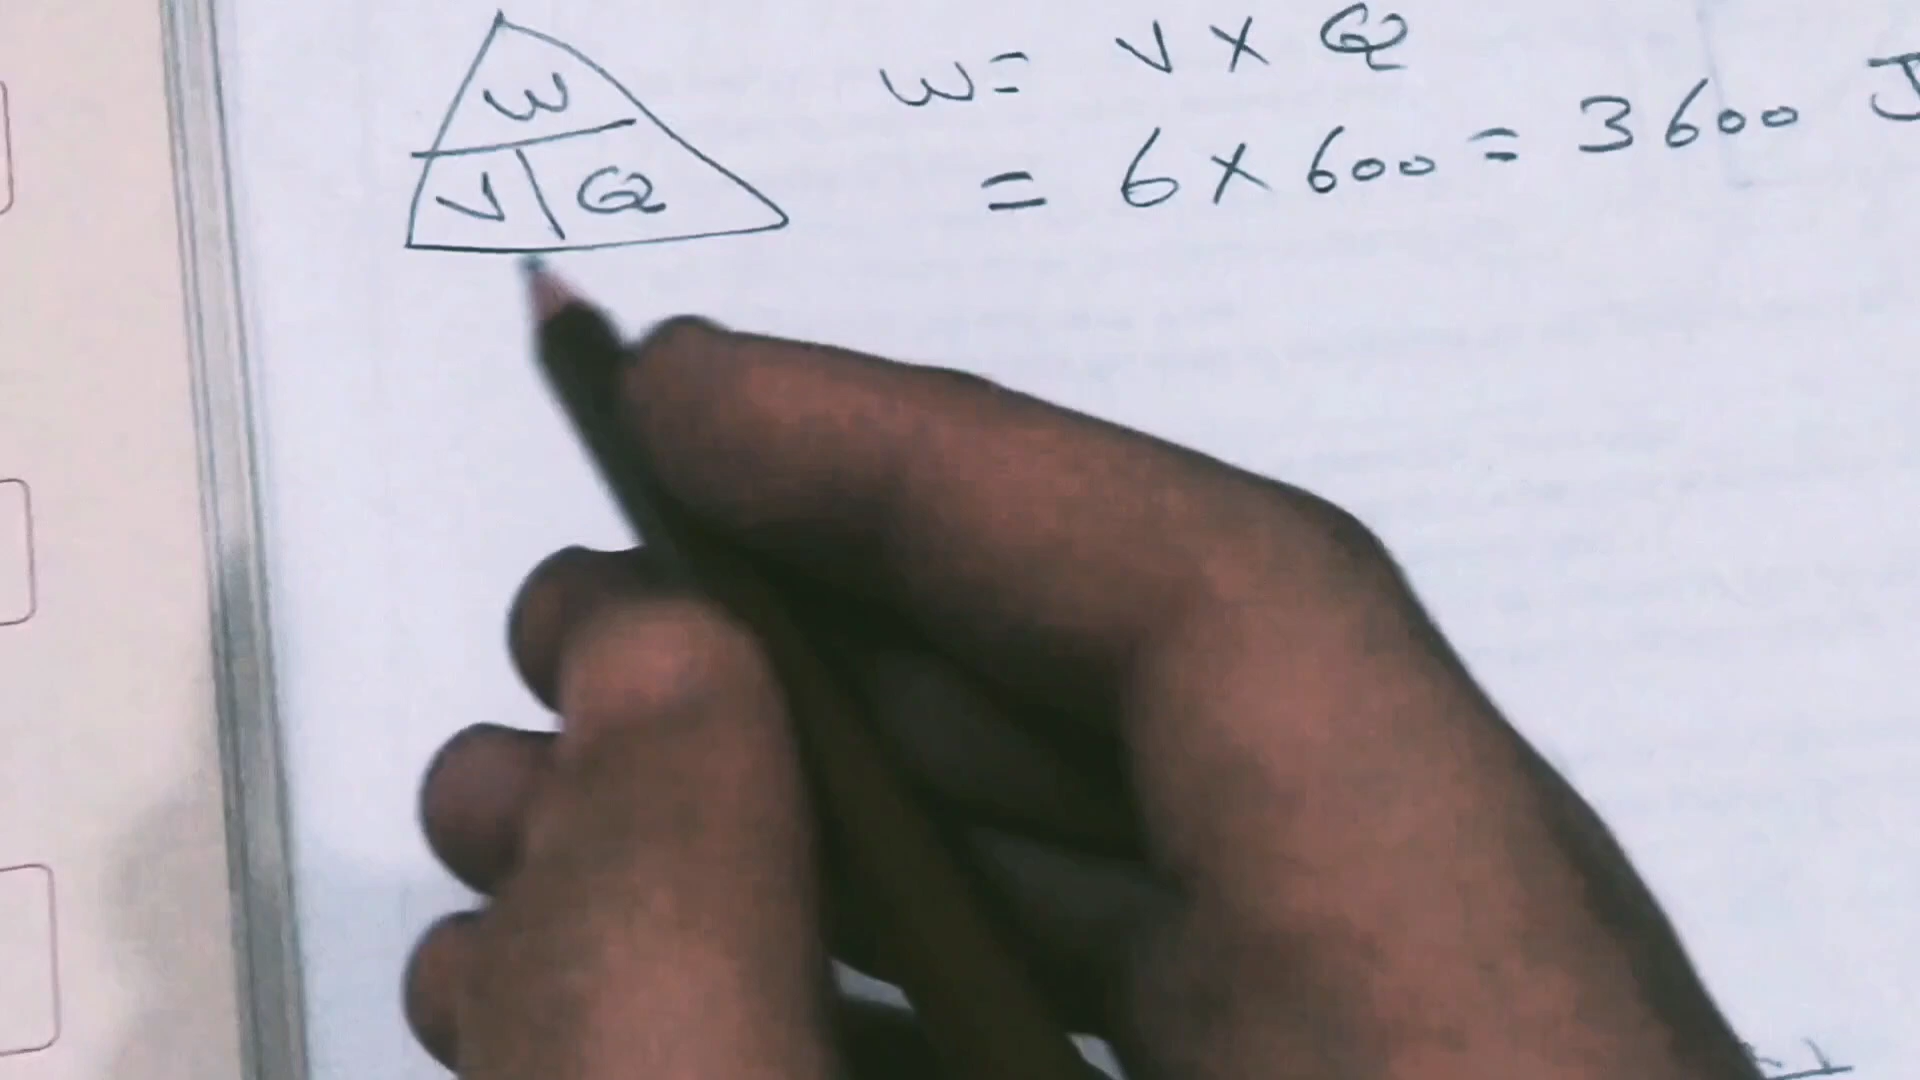 W
V Q
W = V X Q
= 6 X 600 = 3600 J